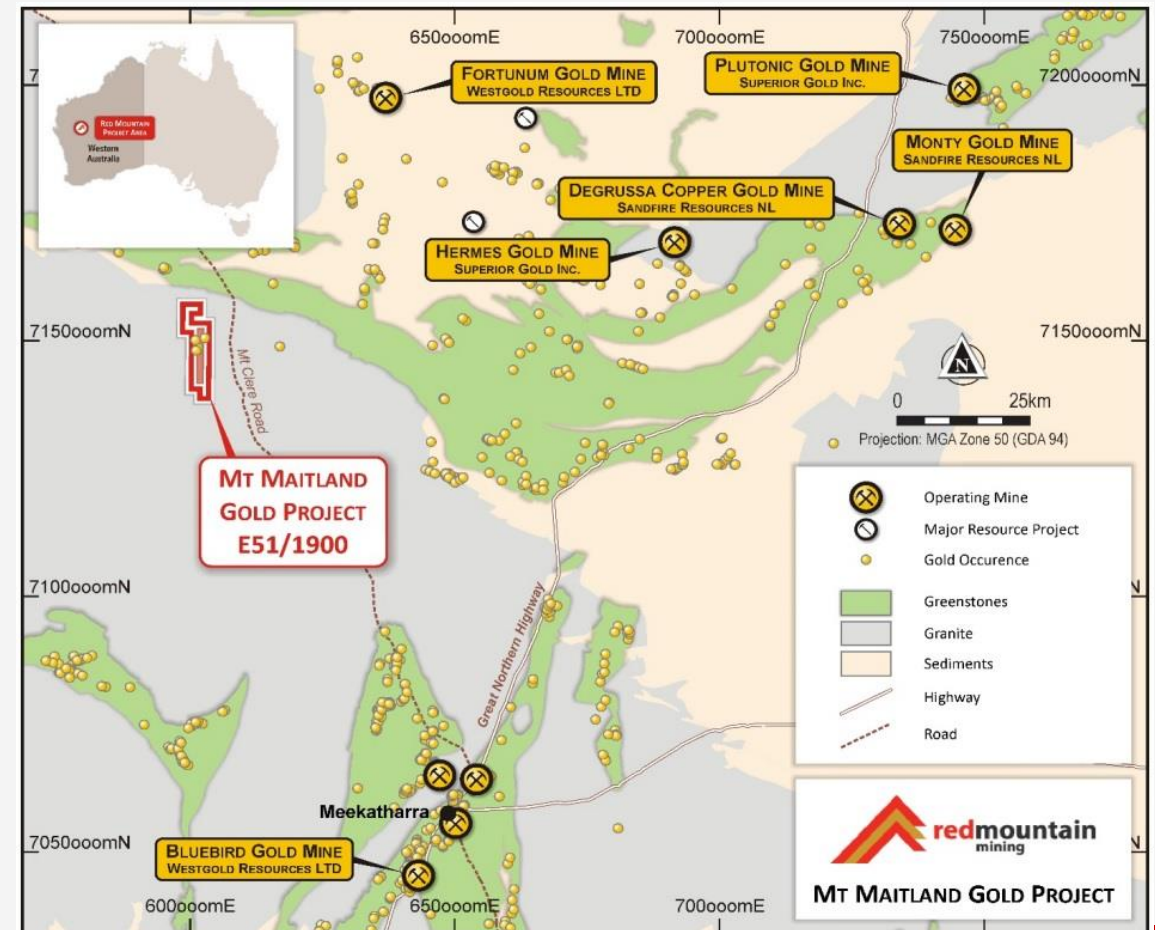 650000mE
700000mE
750000mE
7200000mN
FORTUNUM GOLD MINE
WESTGOLD RESOURCES LTD
PLUTONIC GOLD MINE
SUPERIOR GOLD INC.
RED MOUNTAIN
PROJECT AREA
Western
Australia
MONTY GOLD MINE
SANDFIRE RESOURCES NL
DEGRUSSA COPPER GOLD MINE
SANDFIRE RESOURCES NL
HERMES GOLD MINE
SUPERIOR GOLD INC.
7150000mN
7150000mN
Mt Clere Road
N
0 25km
Projection: MGA Zone 50 (GDA 94)
MT MAITLAND
GOLD PROJECT
E51/1900
Operating Mine
Major Resource Project
Gold Occurence
Greenstones
Granite
Sediments
Highway
Road
7100000mN
Great Northern Highway
Meekatharra
7050000mN
BLUEBIRD GOLD MINE
WESTGOLD RESOURCES LTD
600000mE
650000mE
700000mE
redmountain
mining
MT MAITLAND GOLD PROJECT